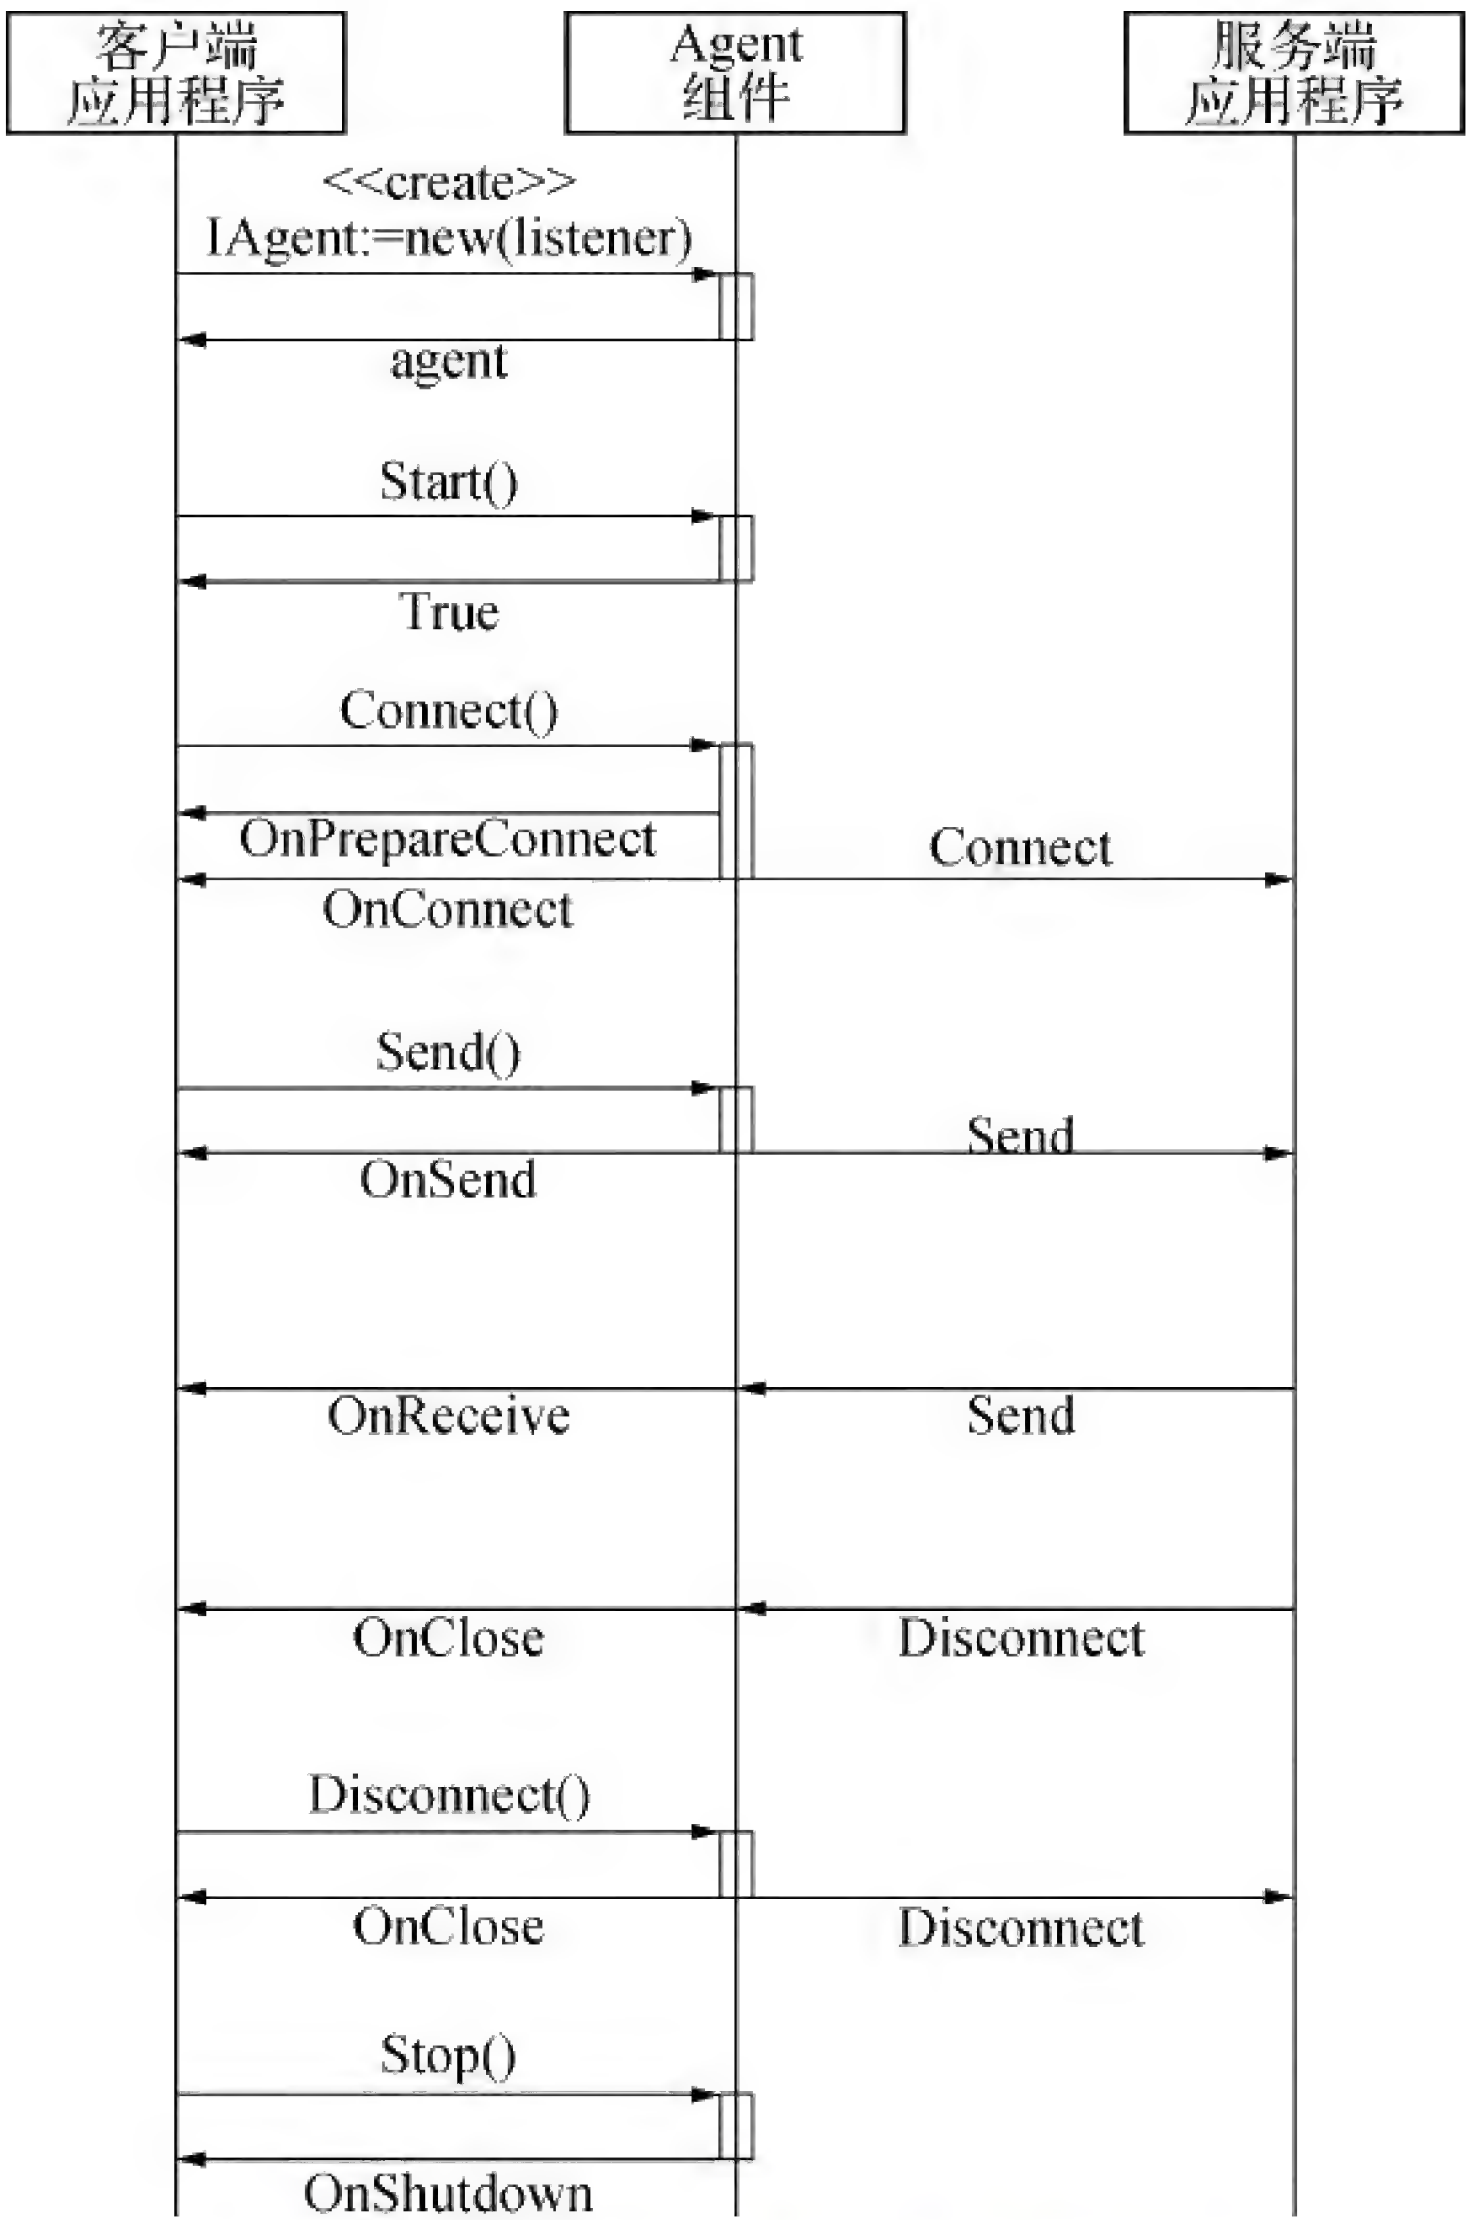 客户端
应用程序
Agent
组件
服务端
应用程序
<<create>>
IAgent:=new(listener)
agent
Start()
True
Connect()
OnPrepareConnect
Connect
OnConnect
Send()
Send
OnSend
OnReceive
Send
OnClose
Disconnect
Disconnect()
OnClose
Disconnect
Stop()
OnShutdown